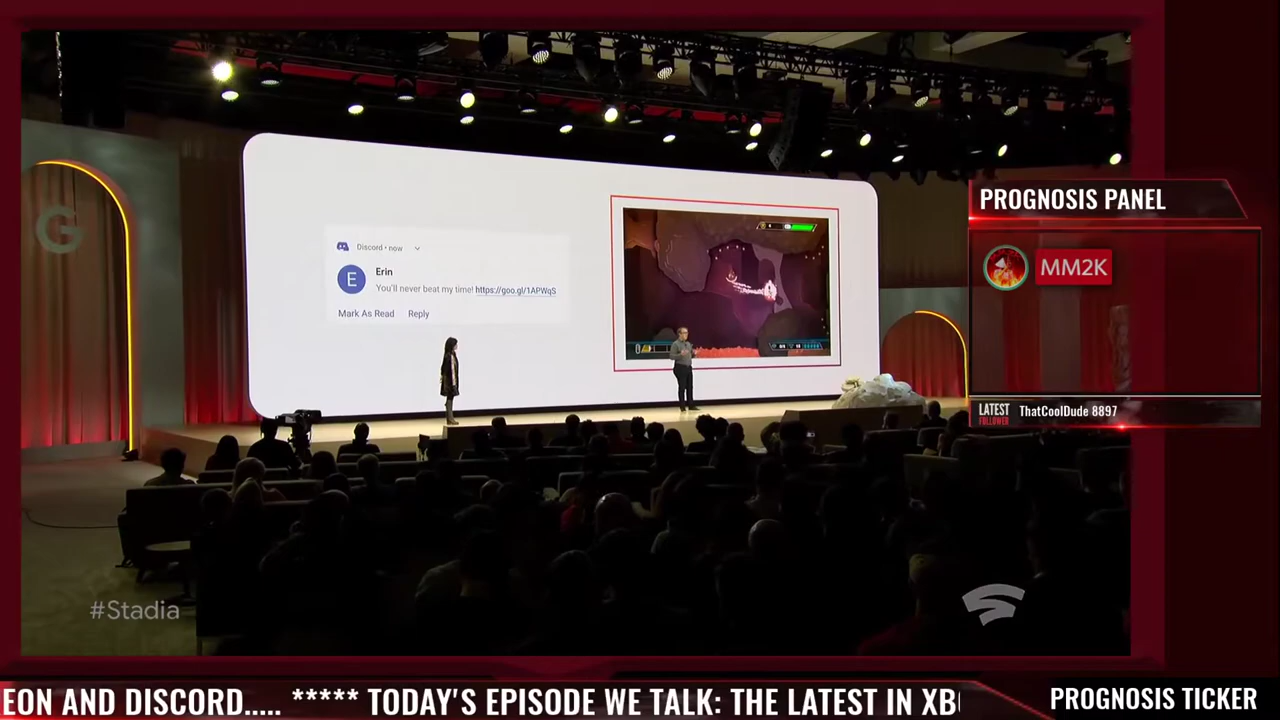 G
Discord • now
E
Erin
You'll never beat my time! https://goo.gl/1APWqS
Mark As Read Reply
PROGNOSIS PANEL
MM2K
LATEST
FOLLOWER
ThatCoolDude 8897
#Stadia
EON AND DISCORD..... ***** TODAY'S EPISODE WE TALK: THE LATEST IN XB
PROGNOSIS TICKER